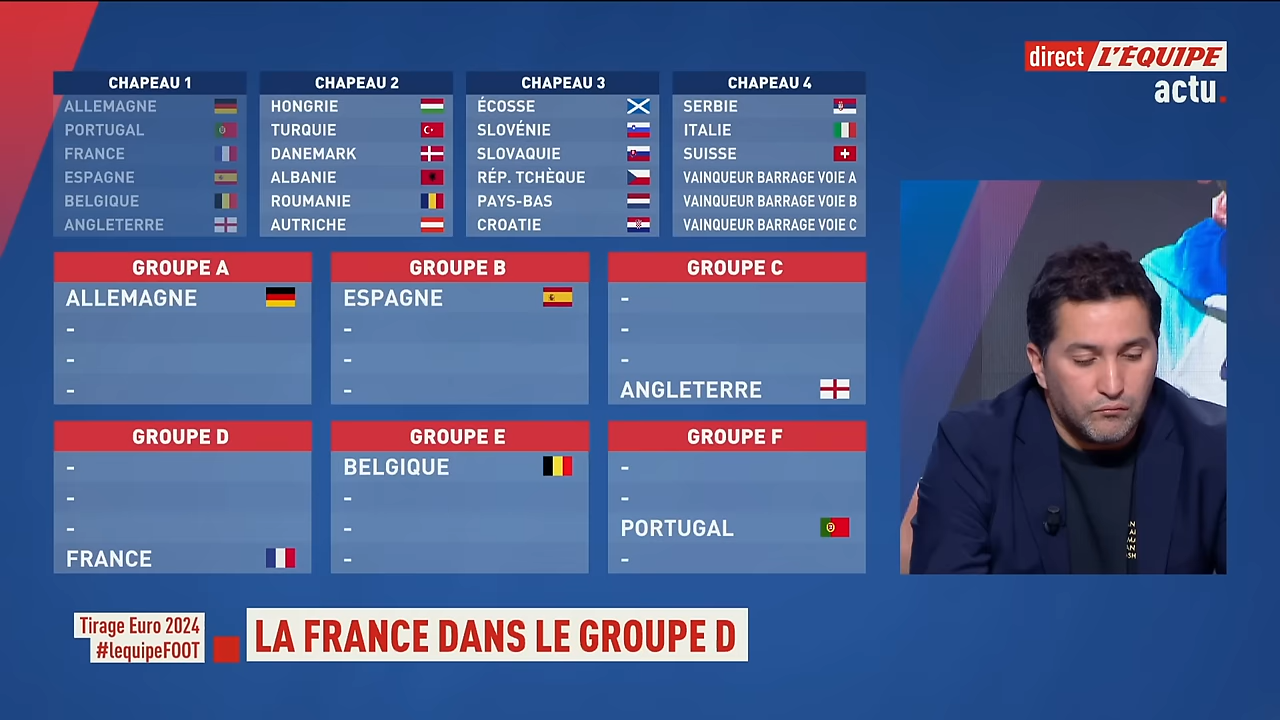 direct L'ÉQUIPE
actu.
CHAPEAU 1
ALLEMAGNE
PORTUGAL
FRANCE
ESPAGNE
BELGIQUE
ANGLETERRE
CHAPEAU 2
HONGRIE
TURQUIE
DANEMARK
ALBANIE
ROUMANIE
AUTRICHE
CHAPEAU 3
ÉCOSSE
SLOVÉNIE
SLOVAQUIE
RÉP. TCHÈQUE
PAYS-BAS
CROATIE
CHAPEAU 4
SERBIE
ITALIE
SUISSE
VAINQUEUR BARRAGE VOIE A
VAINQUEUR BARRAGE VOIE B
VAINQUEUR BARRAGE VOIE C
GROUPE A
ALLEMAGNE
-
-
-
GROUPE B
ESPAGNE
-
-
-
GROUPE C
-
-
-
ANGLETERRE
GROUPE D
-
-
-
FRANCE
GROUPE E
BELGIQUE
-
-
-
GROUPE F
-
-
PORTUGAL
-
Tirage Euro 2024
#lequipeFOOT
LA FRANCE DANS LE GROUPE D